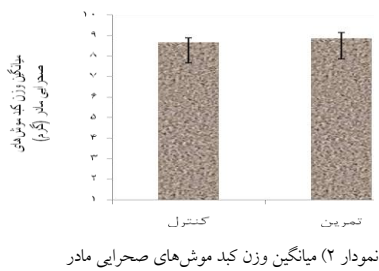 میانگین وزن کبد موش‌های
صحرایی مادر (گرم)
۱۰
۹
۸
۷
۶
۵
۴
۳
۲
۱
کنترل
تمرین
نمودار ۲) میانگین وزن کبد موش‌های صحرایی مادر